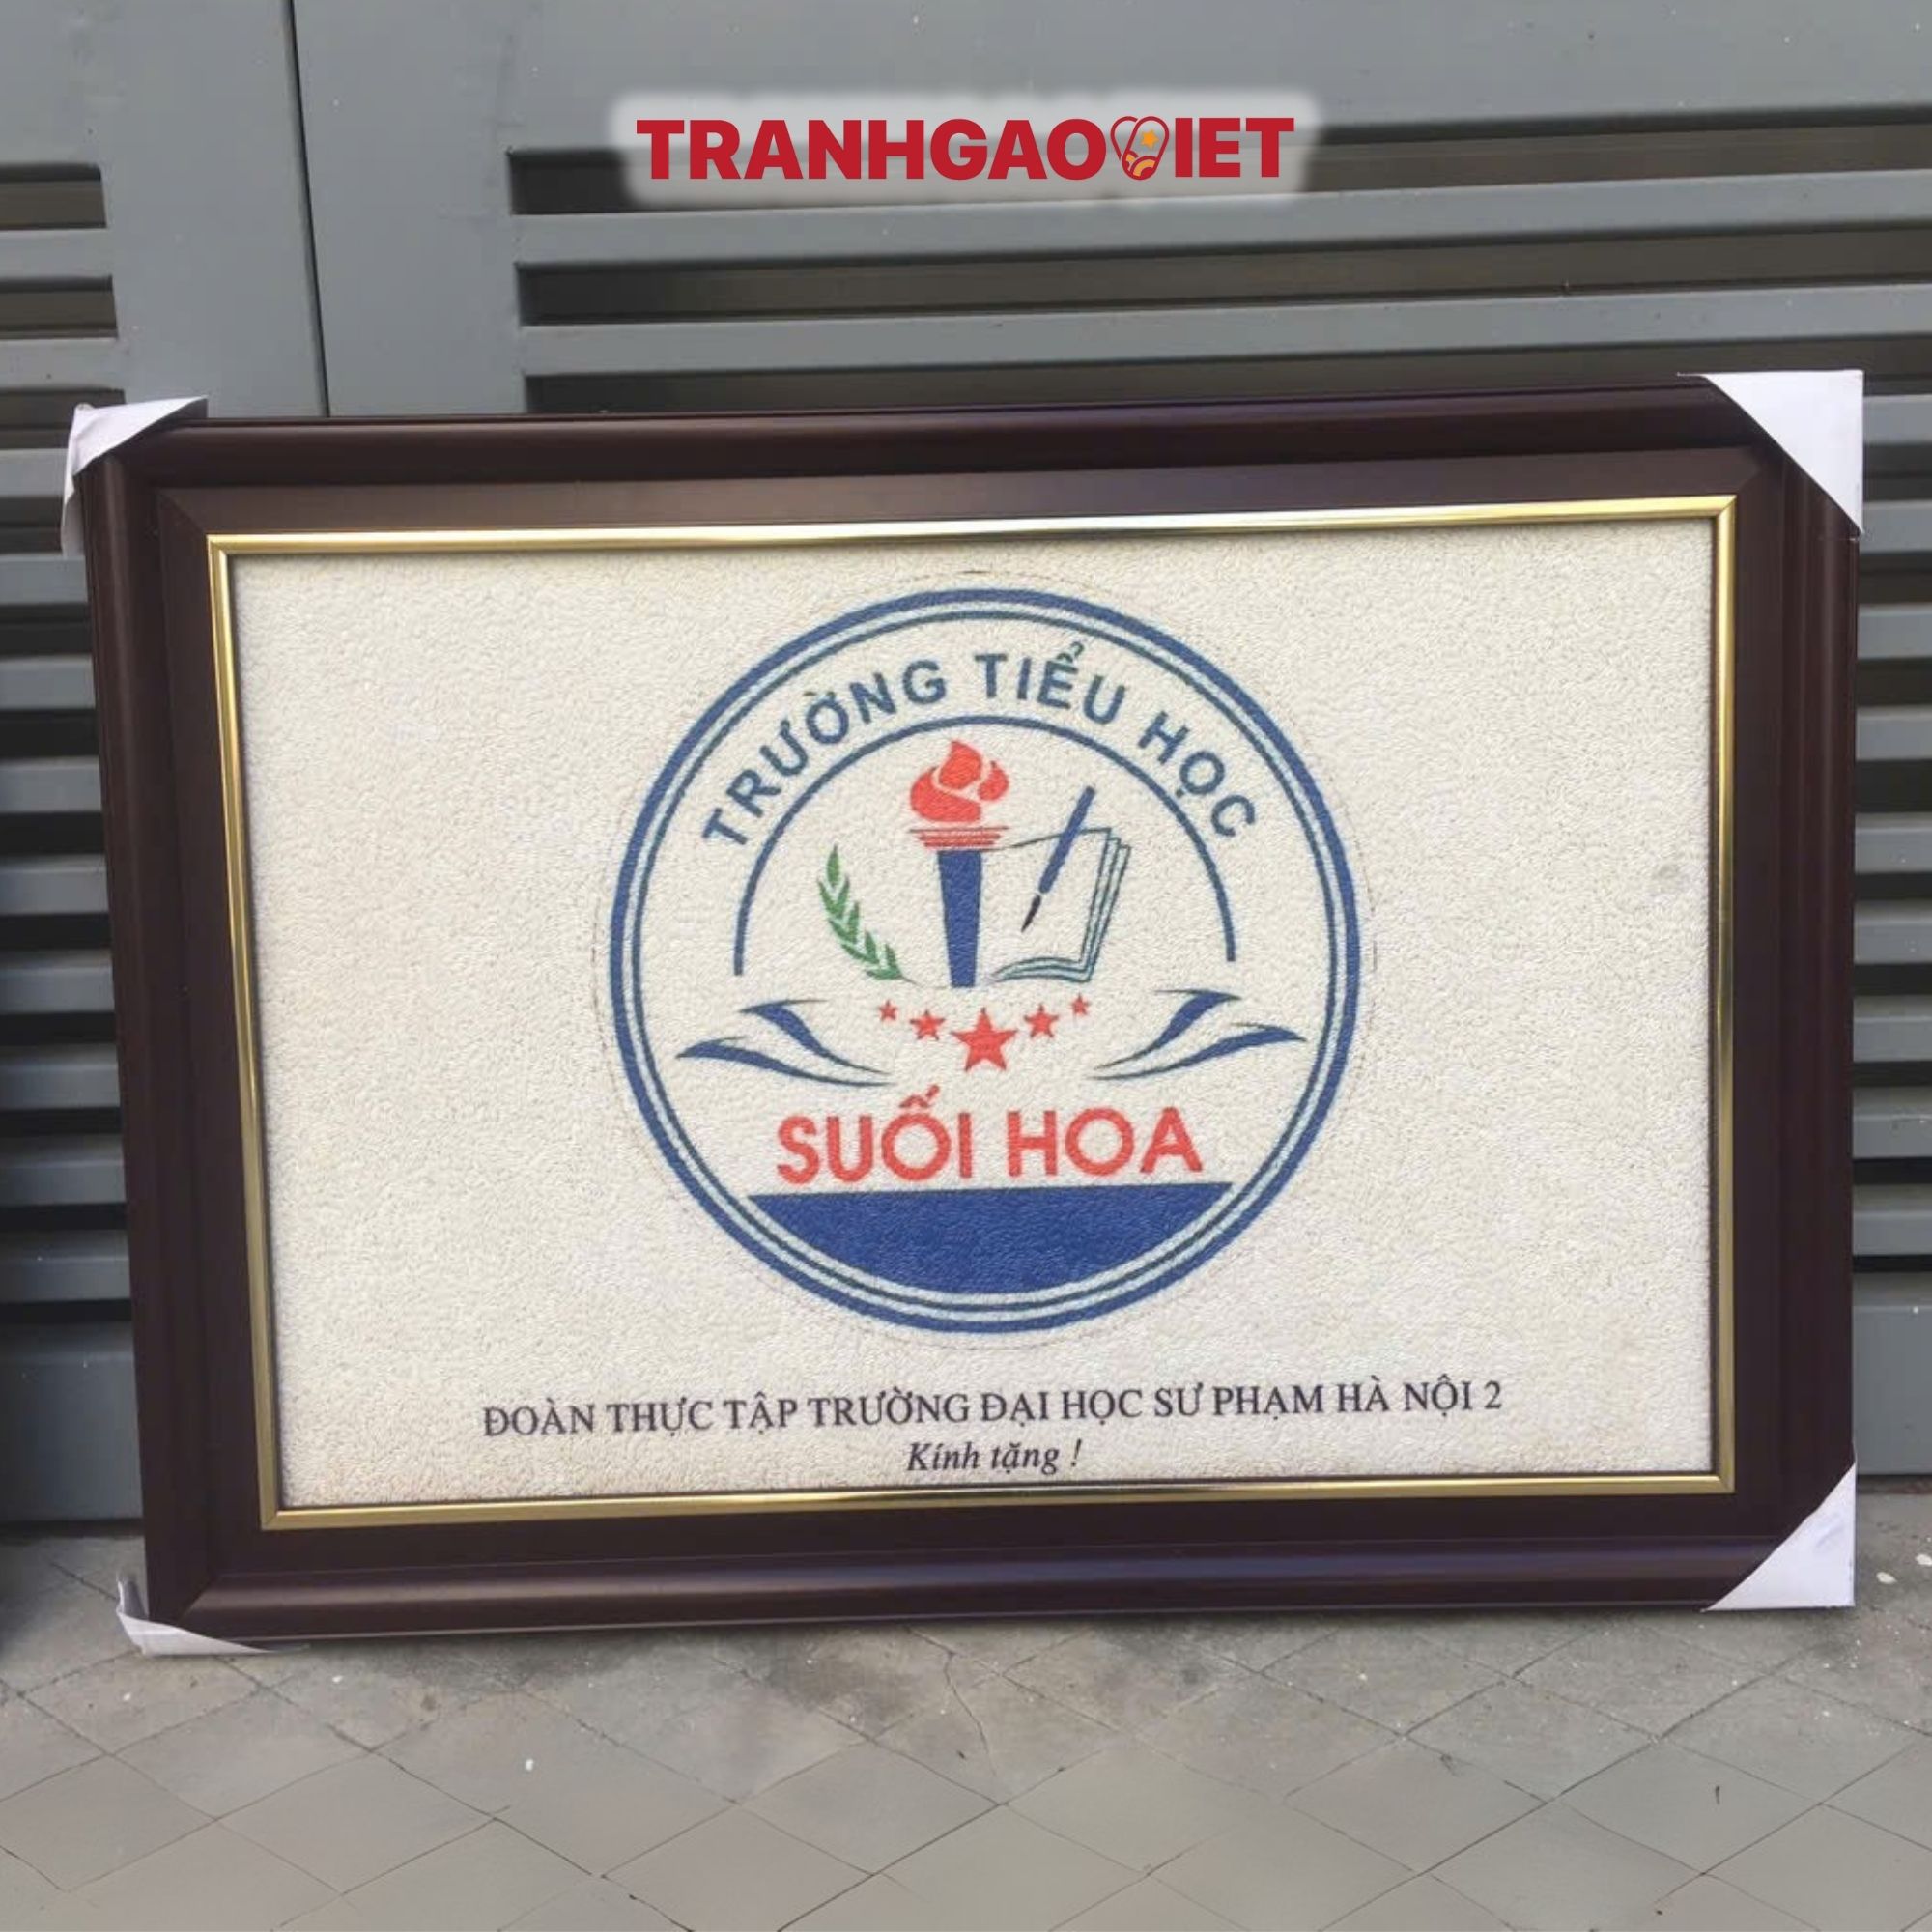 TRANHGAOVIET
TRƯỜNG TIỂU HỌC
SUỐI HOA
ĐOÀN THỰC TẬP TRƯỜNG ĐẠI HỌC SƯ PHẠM HÀ NỘI 2
Kính tặng !